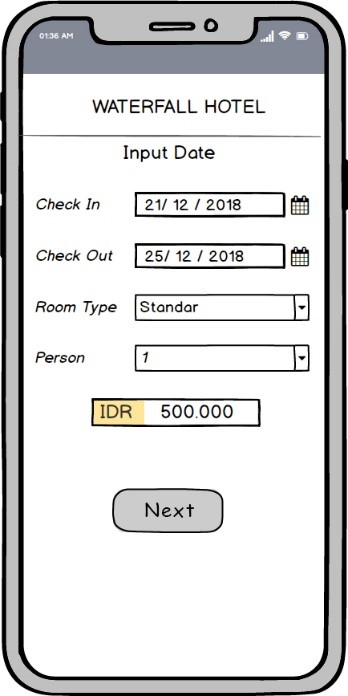 01:36 AM
WATERFALL HOTEL
Input Date
Check In 21/ 12 / 2018
Check Out 25/ 12 / 2018
Room Type Standar
Person 1
IDR 500.000
Next